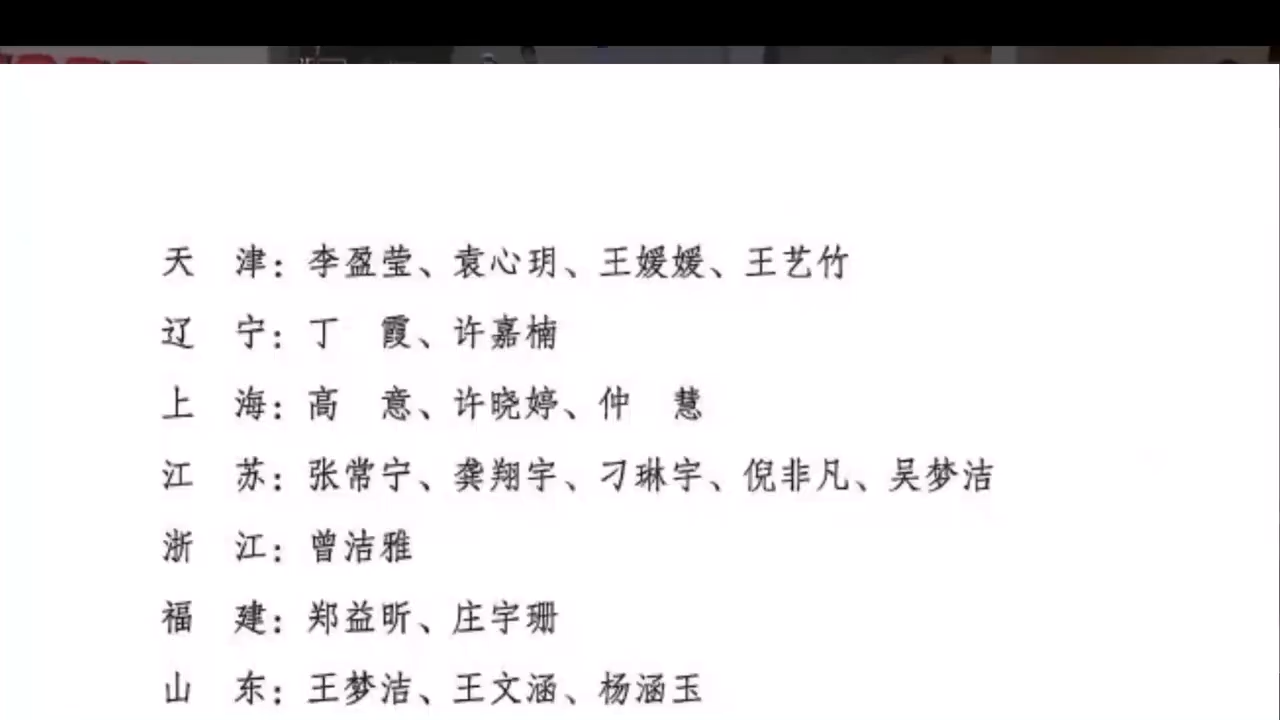 天　津：李盈莹、袁心玥、王媛媛、王艺竹
辽　宁：丁　霞、许嘉楠
上　海：高　意、许晓婷、仲　慧
江　苏：张常宁、龚翔宇、刁琳宇、倪非凡、吴梦洁
浙　江：曾洁雅
福　建：郑益昕、庄宇珊
山　东：王梦洁、王文涵、杨涵玉